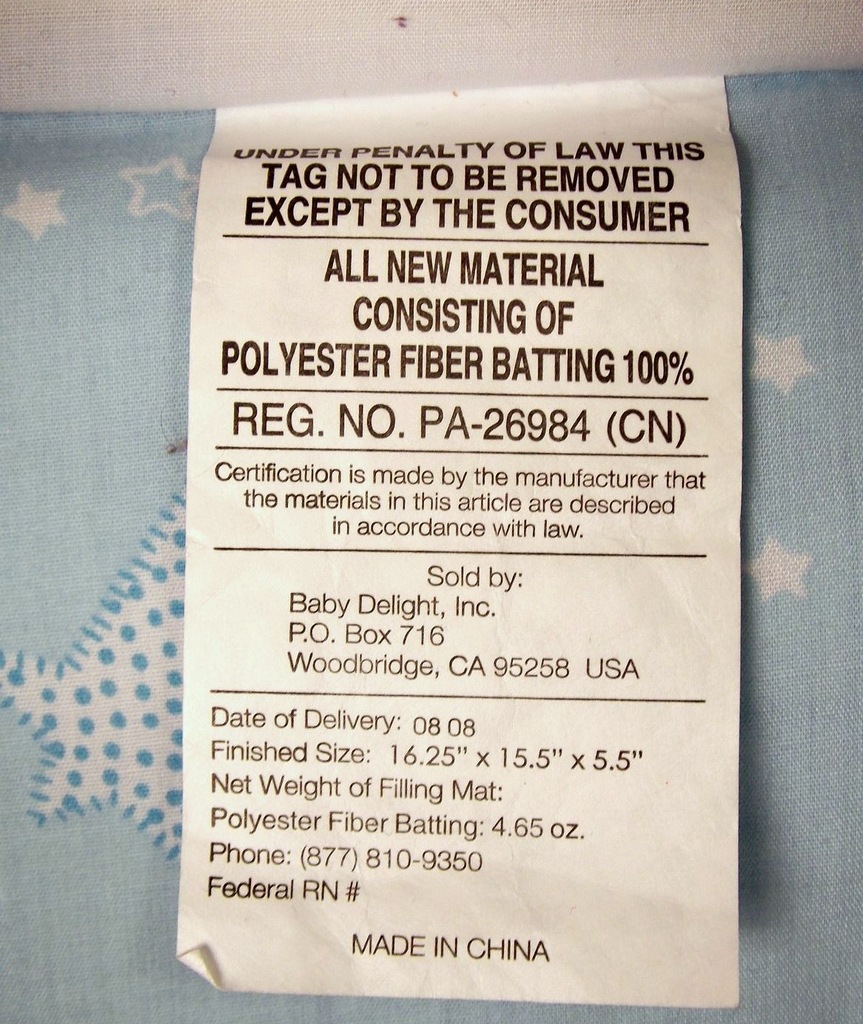 UNDER PENALTY OF LAW THIS
TAG NOT TO BE REMOVED
EXCEPT BY THE CONSUMER
ALL NEW MATERIAL
CONSISTING OF
POLYESTER FIBER BATTING 100%
REG. NO. PA-26984 (CN)
Certification is made by the manufacturer that
the materials in this article are described
in accordance with law.
Sold by:
Baby Delight, Inc.
P.O. Box 716
Woodbridge, CA 95258 USA
Date of Delivery: 08 08
Finished Size: 16.25" x 15.5" x 5.5"
Net Weight of Filling Mat:
Polyester Fiber Batting: 4.65 oz.
Phone: (877) 810-9350
Federal RN #
MADE IN CHINA